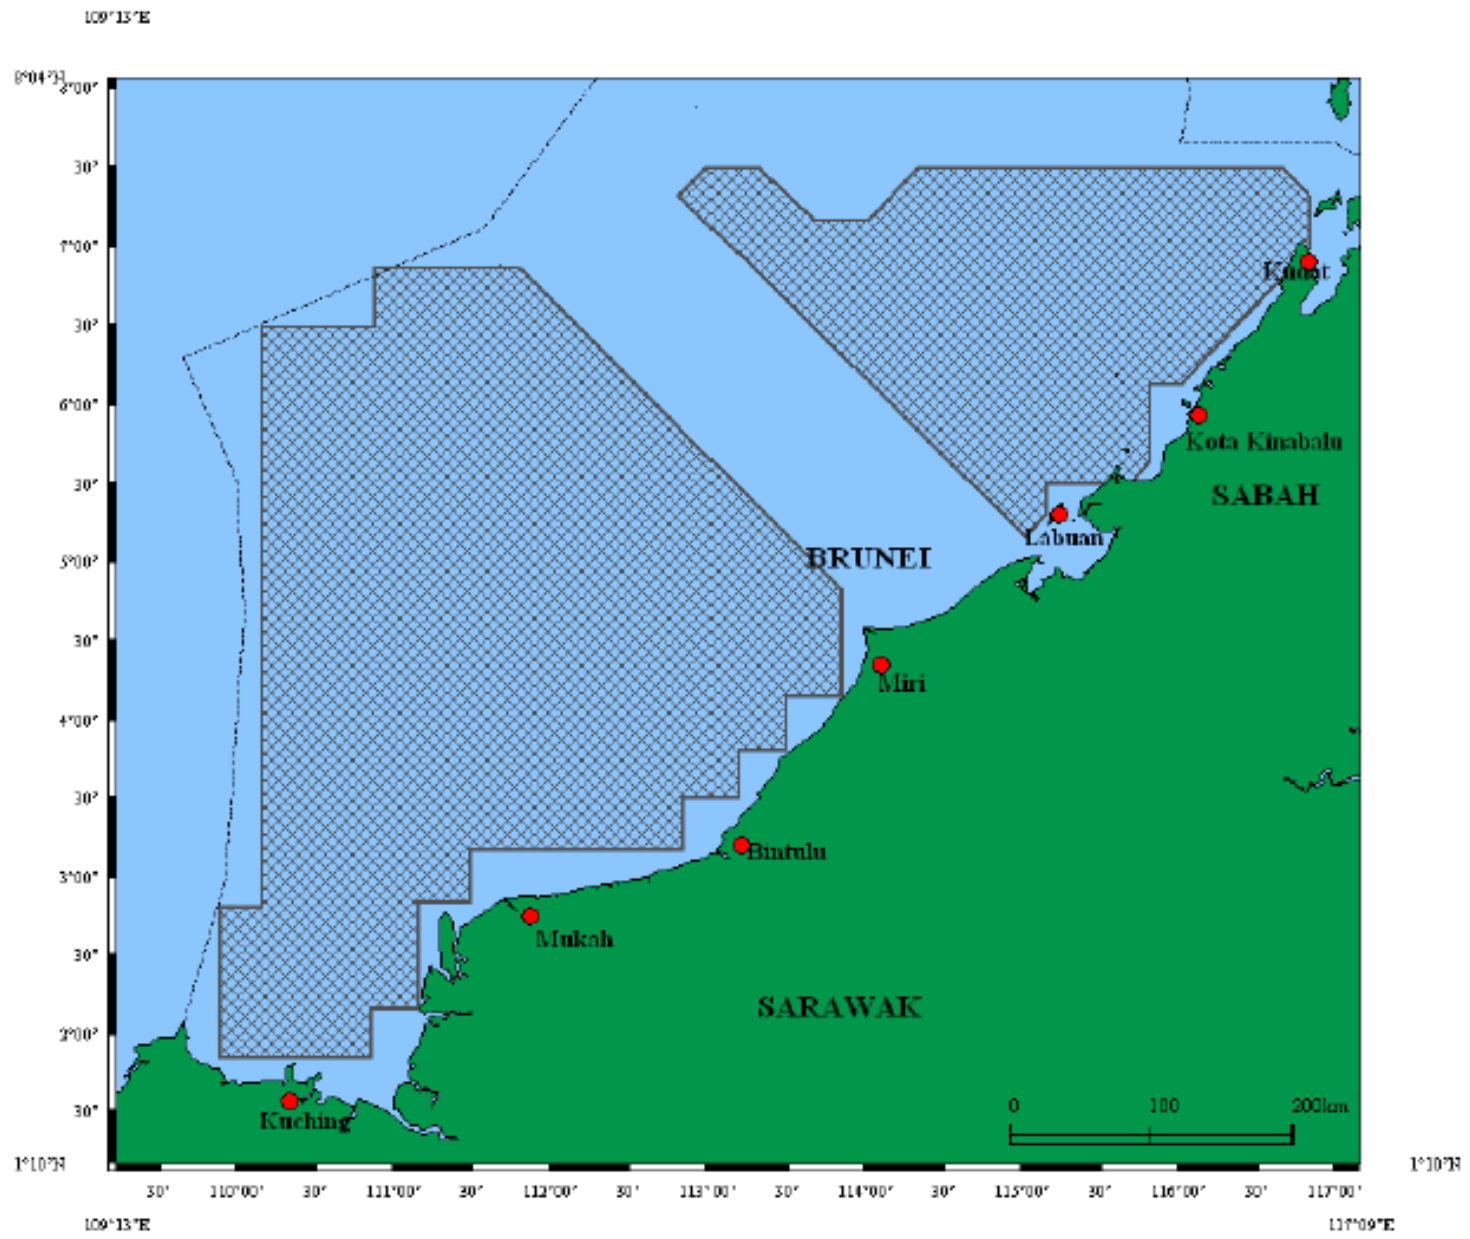 109°13'E
8°04'N
8°00'
30'
7°00'
30'
6°00'
30'
5°00'
30'
4°00'
30'
3°00'
30'
2°00'
30'
1°10'N
Kudat
Kota Kinabalu
SABAH
Labuan
BRUNEI
Miri
Bintulu
Mukah
SARAWAK
Kuching
0 100 200km
1°10'N
30' 110°00' 30' 111°00' 30' 112°00' 30' 113°00' 30' 114°00' 30' 115°00' 30' 116°00' 30' 117°00'
109°13'E 117°09'E